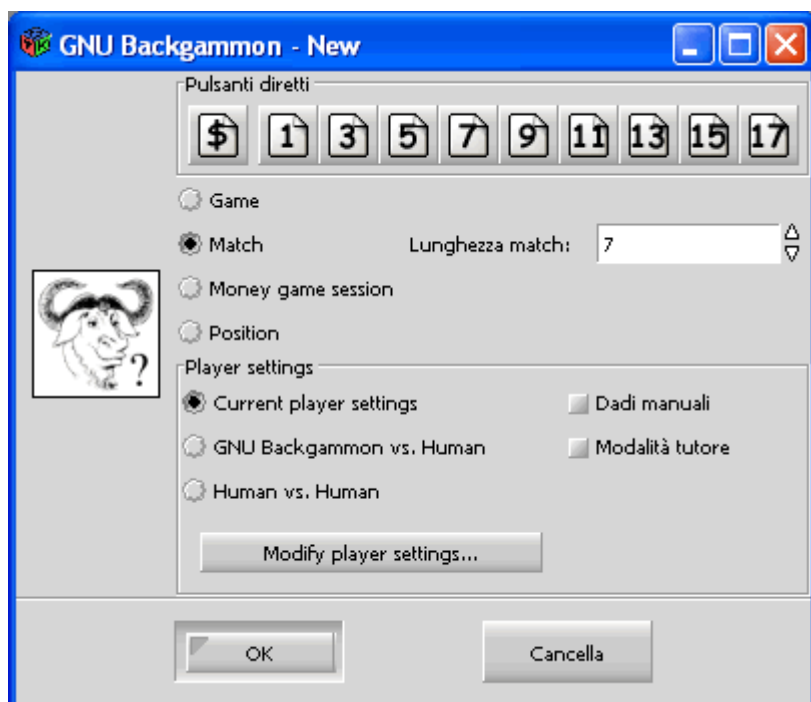 GNU Backgammon - New
Pulsanti diretti
$ 1 3 5 7 9 11 13 15 17
Game
Match Lunghezza match: 7
Money game session
Position
?
Player settings
Current player settings Dadi manuali
GNU Backgammon vs. Human Modalità tutore
Human vs. Human
Modify player settings...
OK Cancella